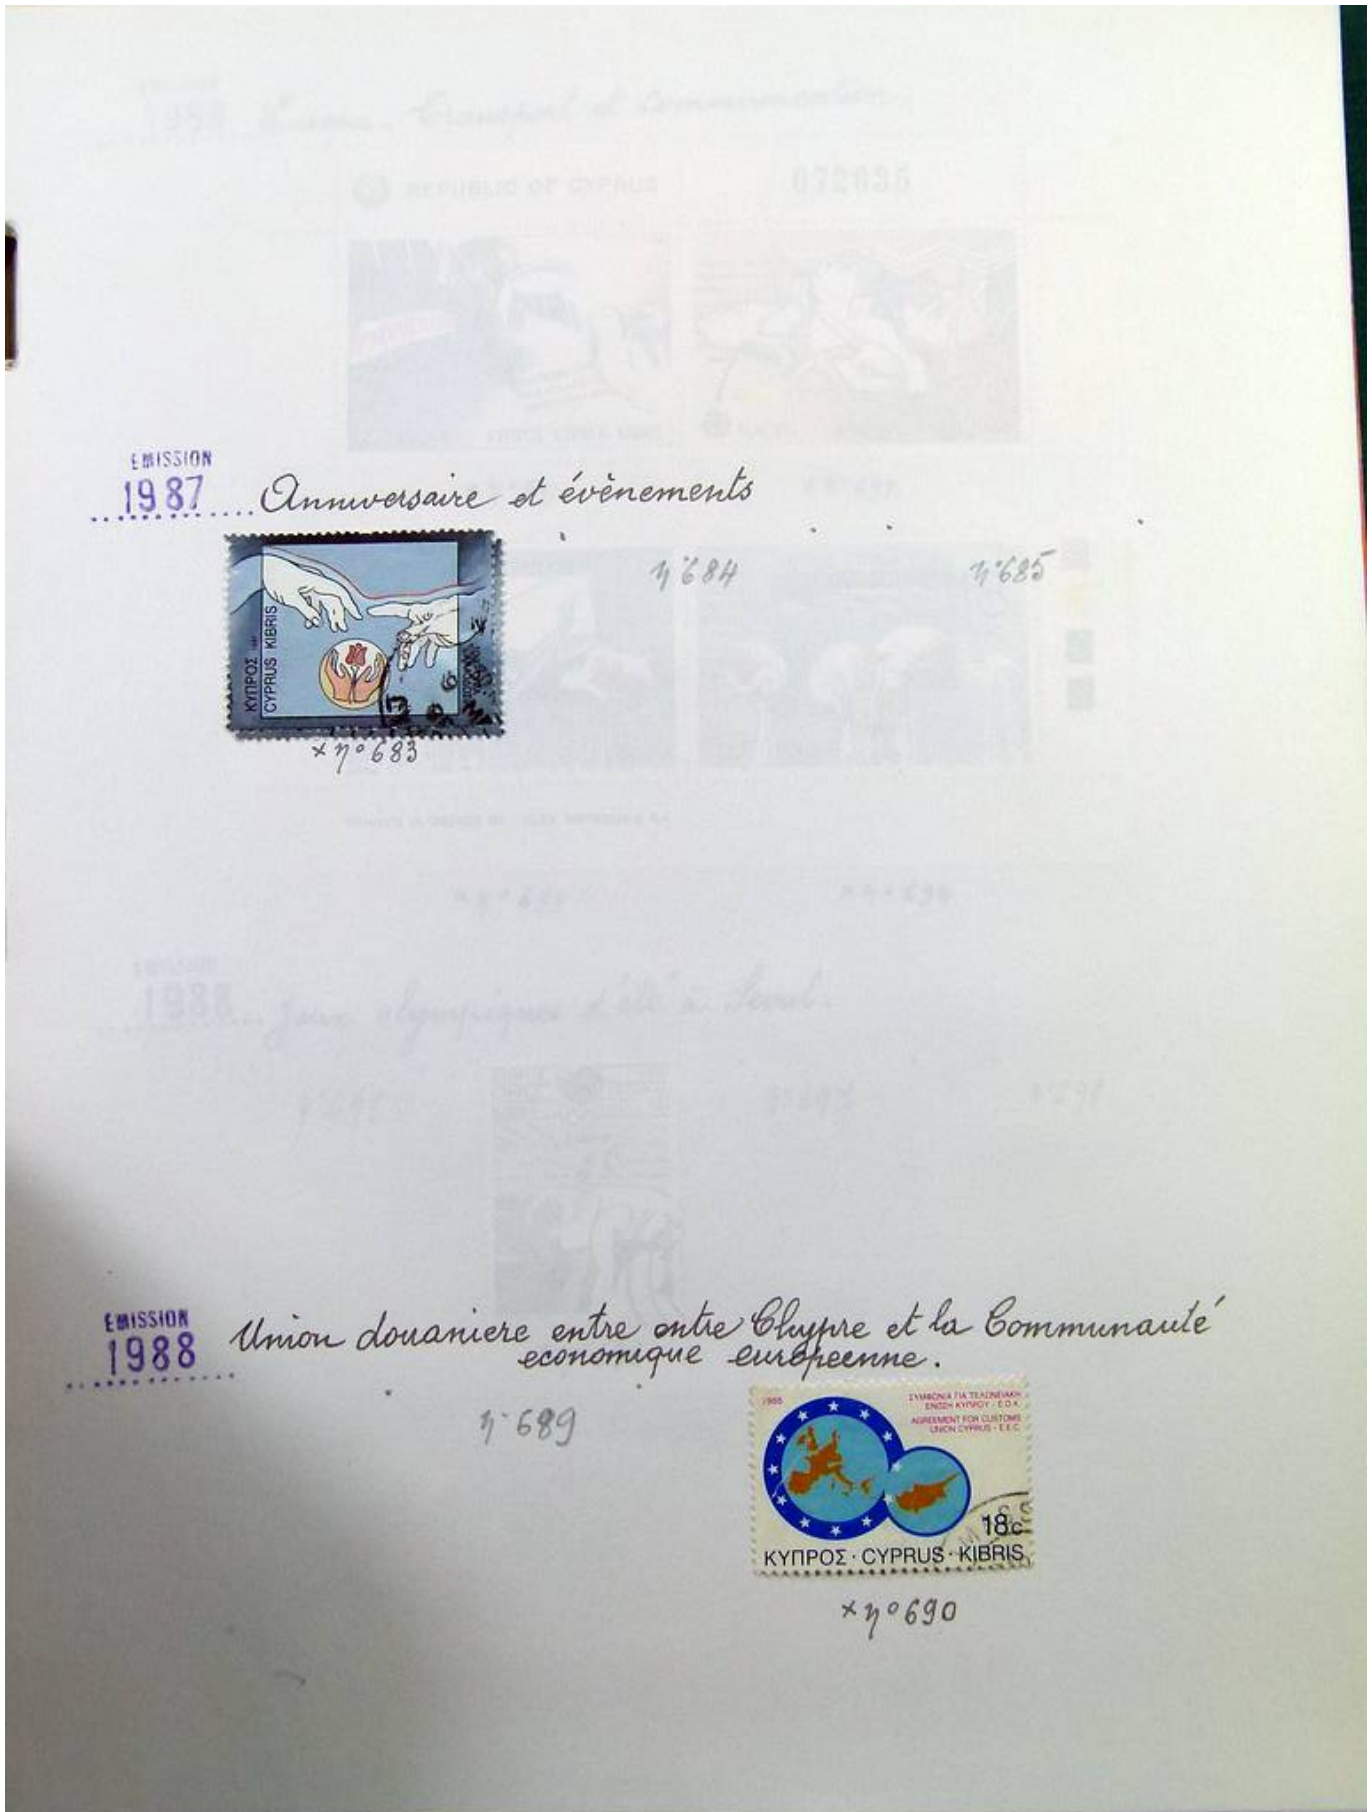 EMISSION
1987 .... Anniversaire et évènements
n°684
n°685
ΚΥΠΡΟΣ
CYPRUS KIBRIS
x n°683
EMISSION
1988
Union douaniere entre entre Chypre et la Communauté
economique européenne.
n°689
1988
ΣΥΜΦΩΝΙΑ ΓΙΑ ΤΕΛΩΝΕΙΑΚΗ
ΕΝΩΣΗ ΚΥΠΡΟΥ - Ε.Ο.Κ.
AGREEMENT FOR CUSTOMS
UNION CYPRUS - E.E.C.
18c
ΚΥΠΡΟΣ · CYPRUS · KIBRIS
x n°690